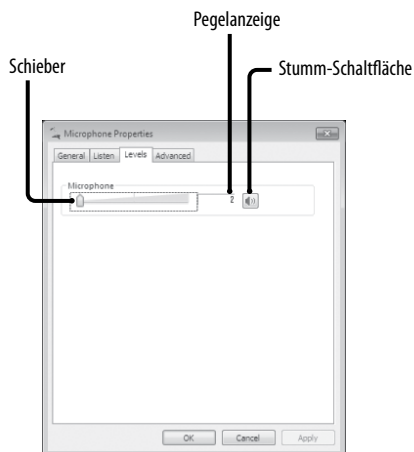 Pegelanzeige
Schieber
Stumm-Schaltfläche
Microphone Properties
General Listen Levels Advanced
Microphone
2
OK Cancel Apply